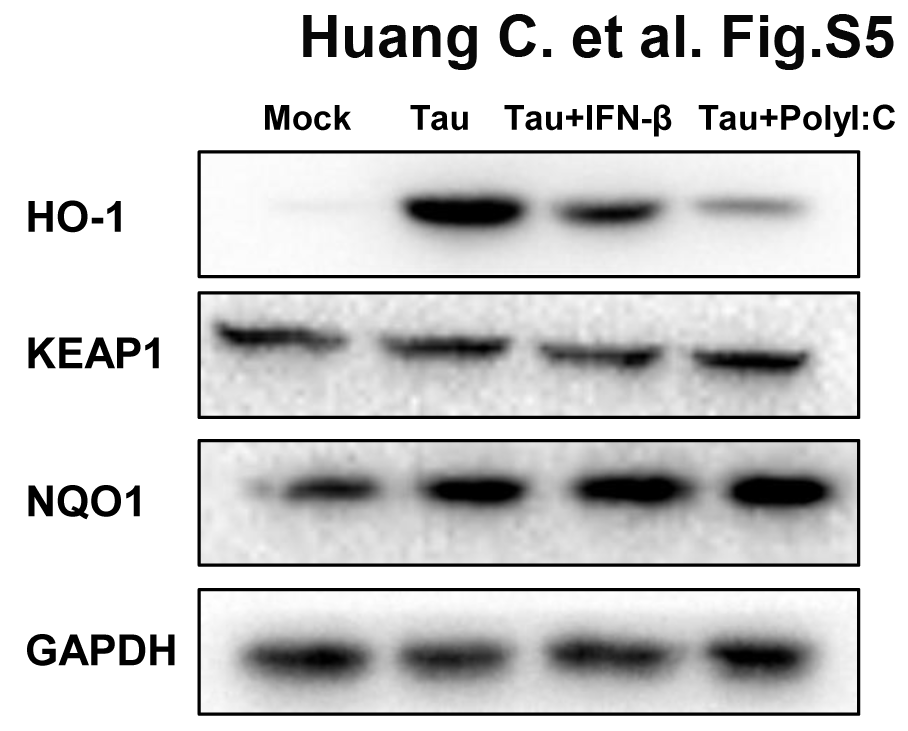 Huang C. et al. Fig.S5
Mock Tau Tau+IFN-β Tau+PolyI:C
HO-1
KEAP1
NQO1
GAPDH